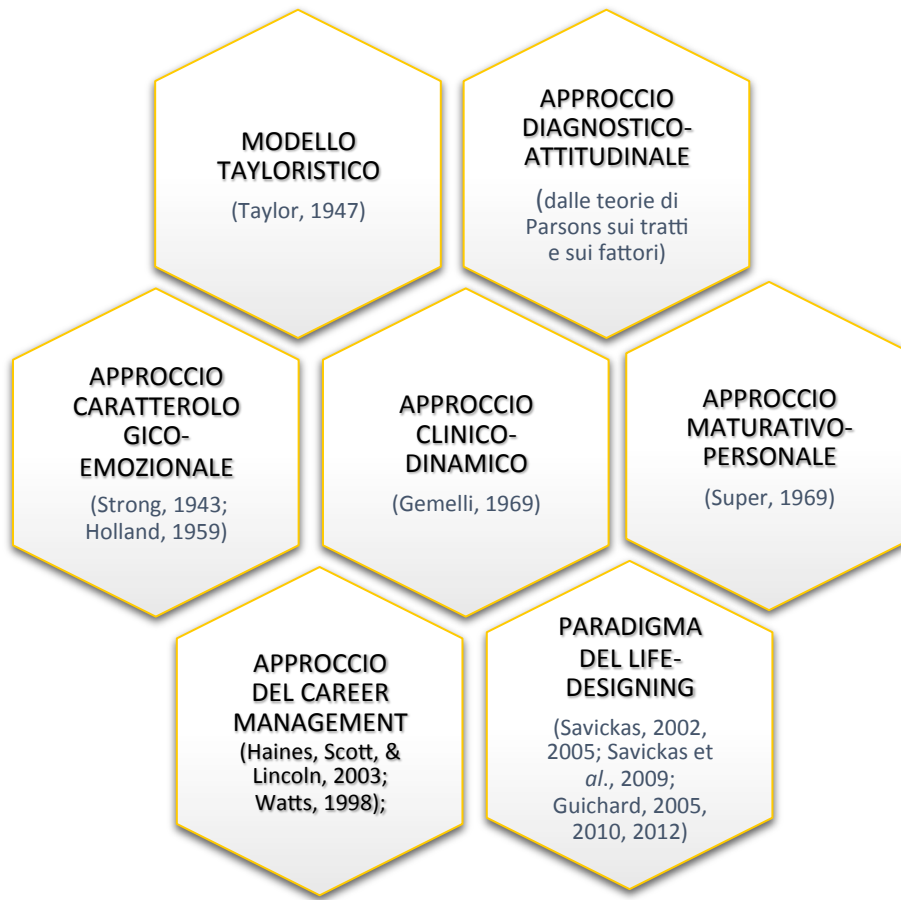 MODELLO
TAYLORISTICO
(Taylor, 1947)
APPROCCIO
DIAGNOSTICO-
ATTITUDINALE
(dalle teorie di
Parsons sui tratti
e sui fattori)
APPROCCIO
CARATTEROLO
GICO-
EMOZIONALE
(Strong, 1943;
Holland, 1959)
APPROCCIO
CLINICO-
DINAMICO
(Gemelli, 1969)
APPROCCIO
MATURATIVO-
PERSONALE
(Super, 1969)
APPROCCIO
DEL CAREER
MANAGEMENT
(Haines, Scott, &
Lincoln, 2003;
Watts, 1998);
PARADIGMA
DEL LIFE-
DESIGNING
(Savickas, 2002,
2005; Savickas et
al., 2009;
Guichard, 2005,
2010, 2012)